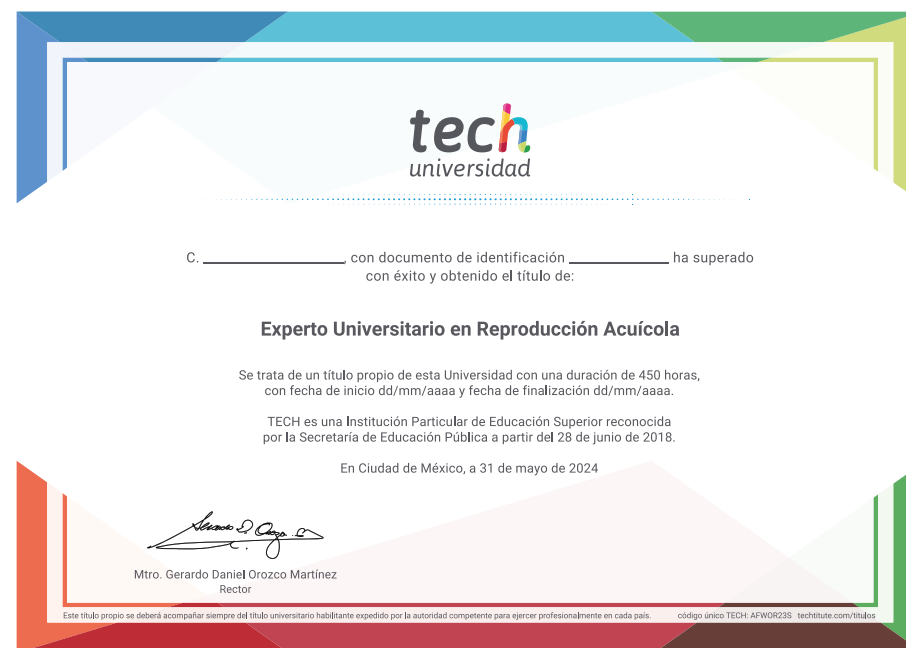 tech
universidad
C. ____________, con documento de identificación ____________ ha superado
con éxito y obtenido el título de:
Experto Universitario en Reproducción Acuícola
Se trata de un título propio de esta Universidad con una duración de 450 horas,
con fecha de inicio dd/mm/aaaa y fecha de finalización dd/mm/aaaa.
TECH es una Institución Particular de Educación Superior reconocida
por la Secretaría de Educación Pública a partir del 28 de junio de 2018.
En Ciudad de México, a 31 de mayo de 2024
Mtro. Gerardo Daniel Orozco Martínez
Rector
Este título propio se deberá acompañar siempre del título universitario habilitante expedido por la autoridad competente para ejercer profesionalmente en cada país. código único TECH: AFWOR23S techtitute.com/titulos